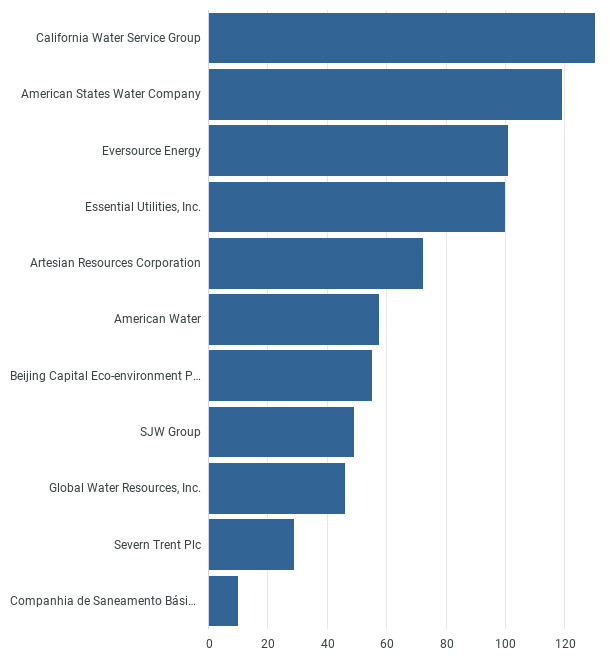 California Water Service Group
American States Water Company
Eversource Energy
Essential Utilities, Inc.
Artesian Resources Corporation
American Water
Beijing Capital Eco-environment P…
SJW Group
Global Water Resources, Inc.
Severn Trent Plc
Companhia de Saneamento Bási…
0 20 40 60 80 100 120